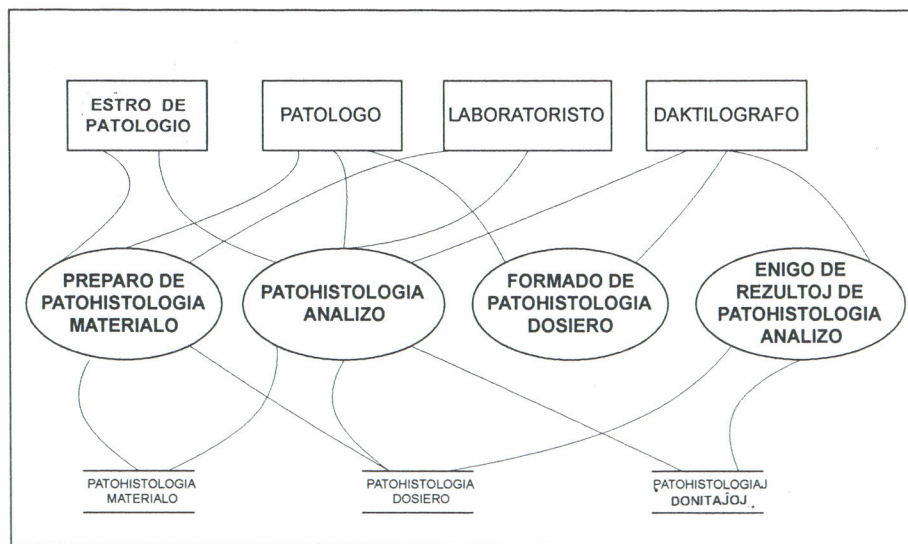 ESTRO DE
PATOLOGIO
PATOLOGO
LABORATORISTO
DAKTILOGRAFO
PREPARO DE
PATOHISTOLOGIA
MATERIALO
PATOHISTOLOGIA
ANALIZO
FORMADO DE
PATOHISTOLOGIA
DOSIERO
ENIGO DE
REZULTOJ DE
PATOHISTOLOGIA
ANALIZO
PATOHISTOLOGIA
MATERIALO
PATOHISTOLOGIA
DOSIERO
PATOHISTOLOGIAJ
DONITAĴOJ